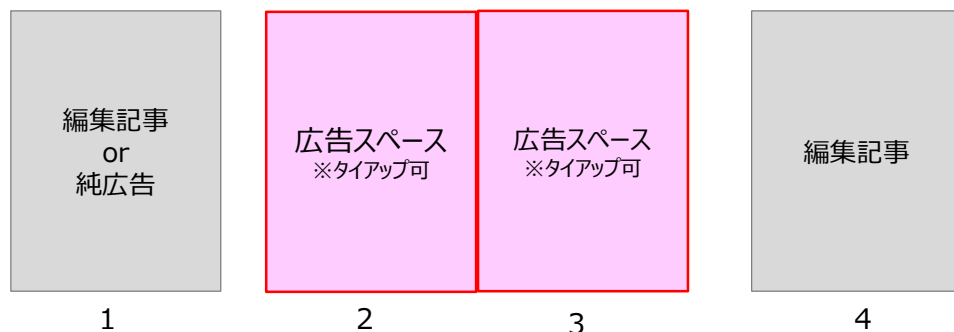 編集記事
or
純広告
広告スペース
※タイアップ可
広告スペース
※タイアップ可
編集記事
1
2
3
4